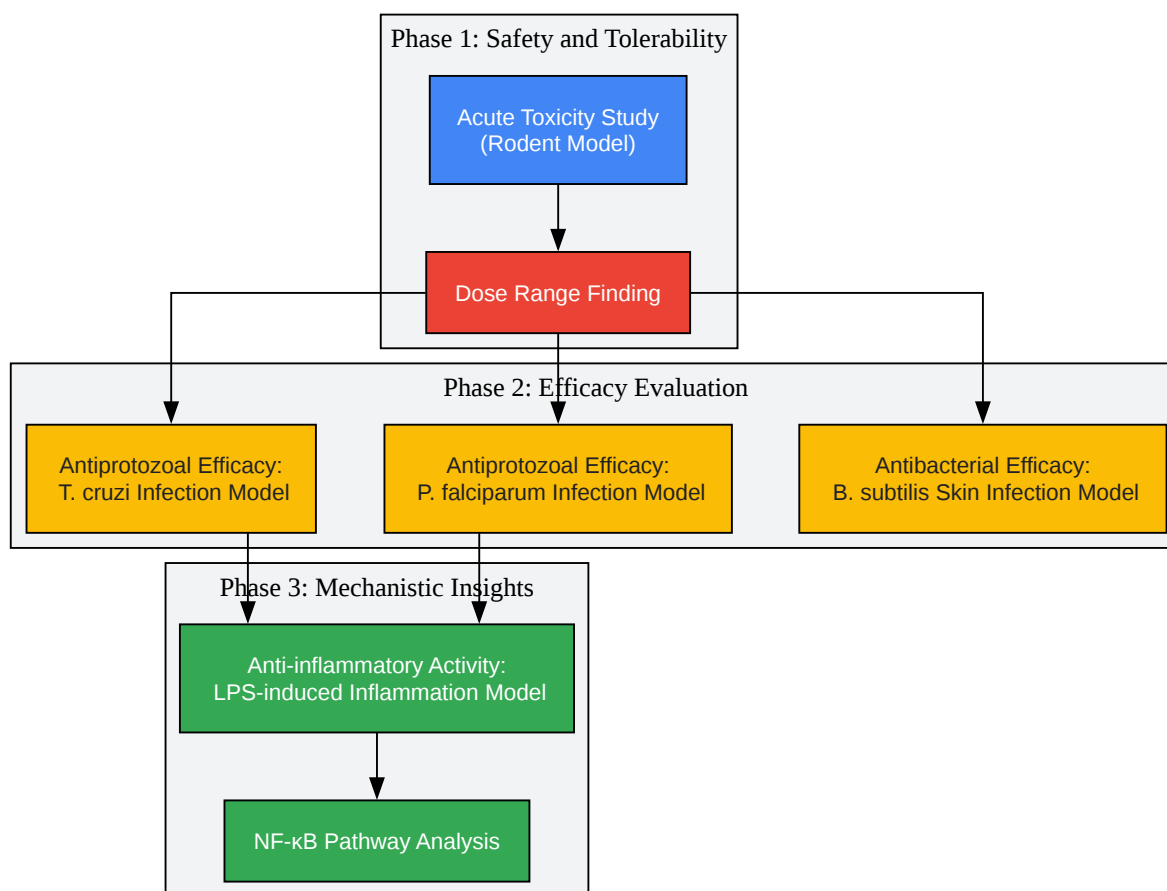 Phase 1: Safety and Tolerability
Acute Toxicity Study
(Rodent Model)
Dose Range Finding
Phase 2: Efficacy Evaluation
Antiprotozoal Efficacy:
T. cruzi Infection Model
Antiprotozoal Efficacy:
P. falciparum Infection Model
Antibacterial Efficacy:
B. subtilis Skin Infection Model
Phase 3: Mechanistic Insights
Anti-inflammatory Activity:
LPS-induced Inflammation Model
NF-κB Pathway Analysis